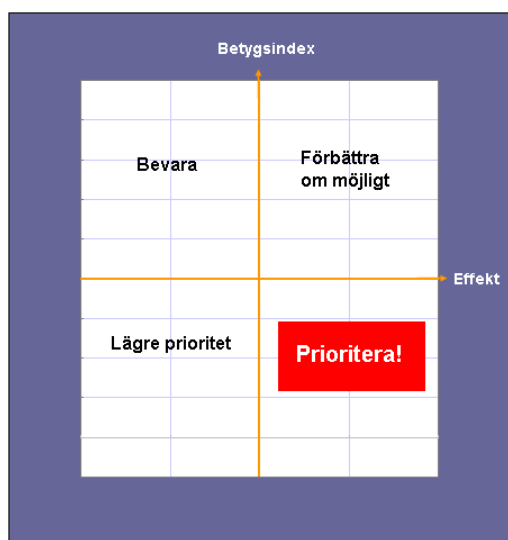 Betygsindex
Bevara
Förbättra
om möjligt
Effekt
Lägre prioritet
Prioritera!